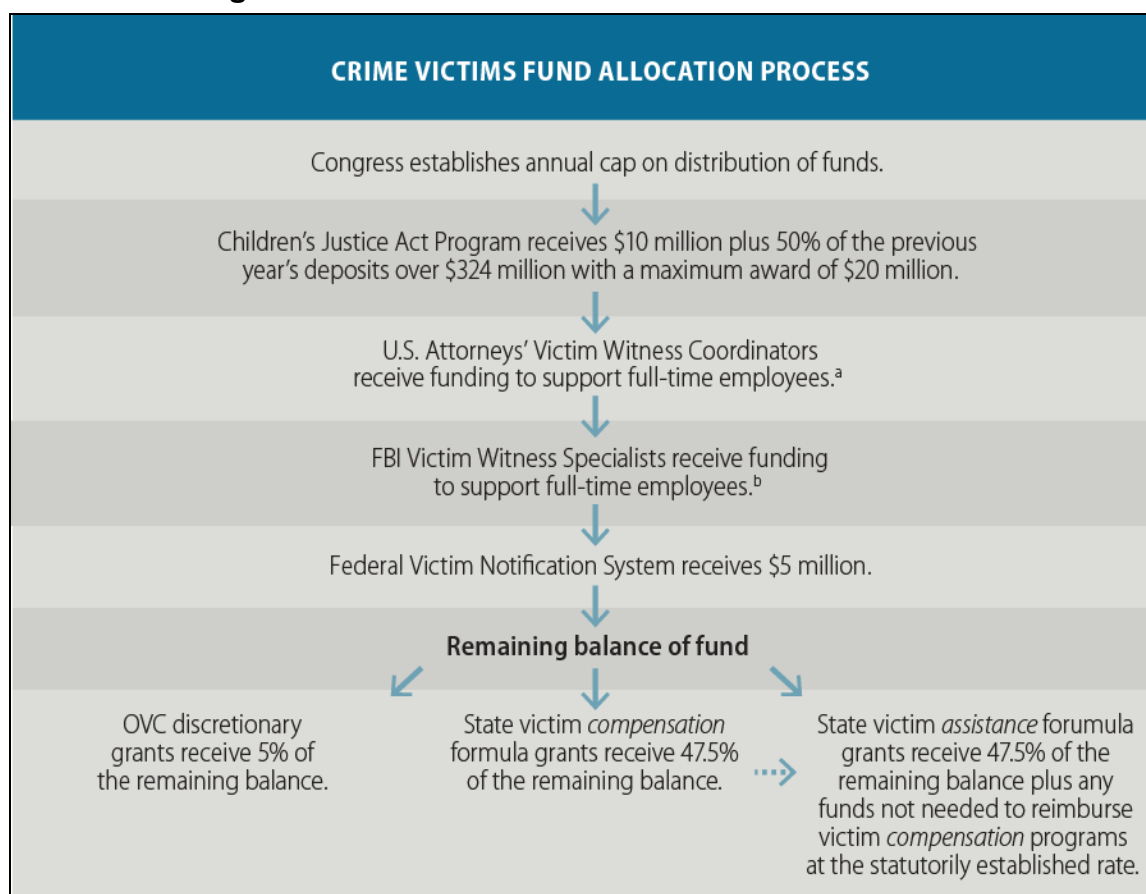 CRIME VICTIMS FUND ALLOCATION PROCESS
Congress establishes annual cap on distribution of funds.
Children's Justice Act Program receives $10 million plus 50% of the previous
year's deposits over $324 million with a maximum award of $20 million.
U.S. Attorneys' Victim Witness Coordinators
receive funding to support full-time employees.a
FBI Victim Witness Specialists receive funding
to support full-time employees.b
Federal Victim Notification System receives $5 million.
Remaining balance of fund
OVC discretionary
grants receive 5% of
the remaining balance.
State victim compensation
formula grants receive 47.5%
of the remaining balance.
State victim assistance forumula
grants receive 47.5% of the
remaining balance plus any
funds not needed to reimburse
victim compensation programs
at the statutorily established rate.